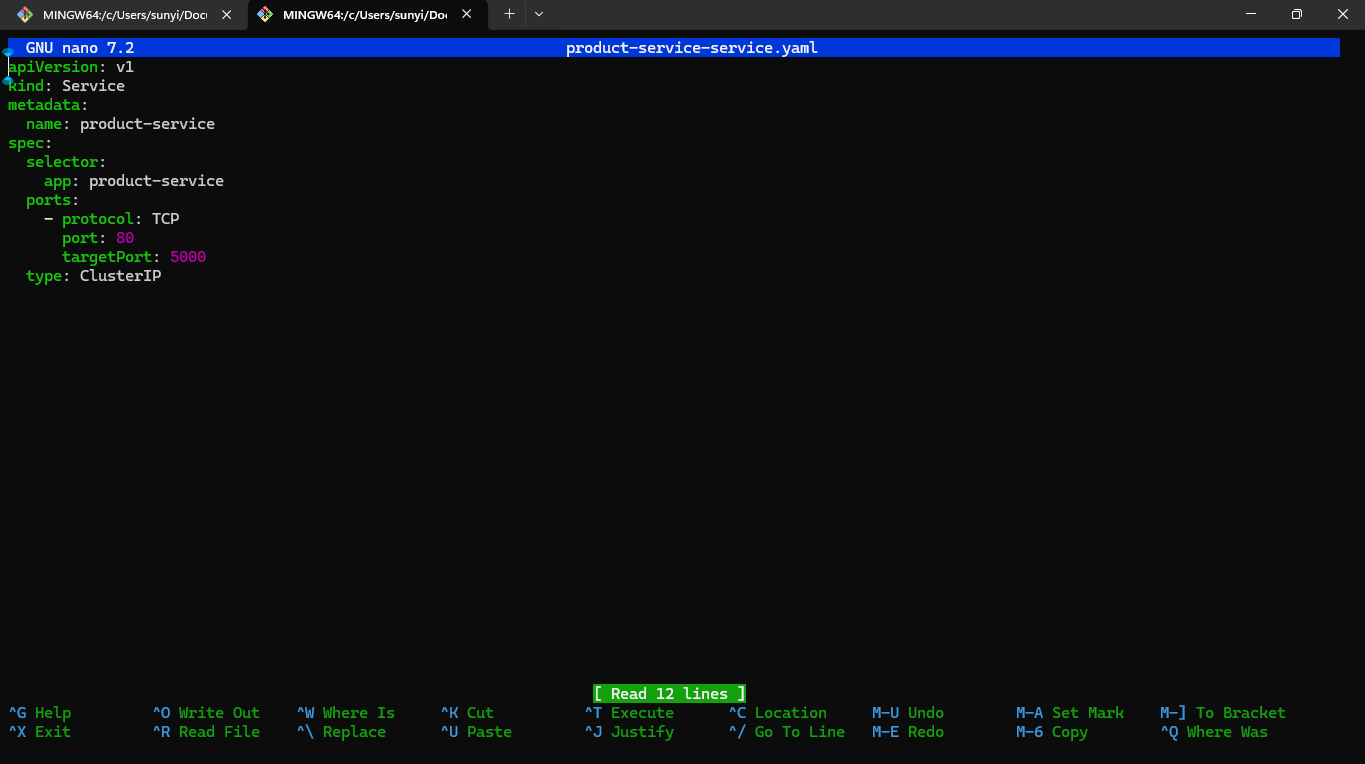 MINGW64:/c/Users/sunyi/Docu
MINGW64:/c/Users/sunyi/Do
GNU nano 7.2 product-service-service.yaml
apiVersion: v1
kind: Service
metadata:
  name: product-service
spec:
  selector:
    app: product-service
  ports:
    - protocol: TCP
      port: 80
      targetPort: 5000
  type: ClusterIP
[ Read 12 lines ]
^G Help ^O Write Out ^W Where Is ^K Cut ^T Execute ^C Location M-U Undo M-A Set Mark M-] To Bracket
^X Exit ^R Read File ^\ Replace ^U Paste ^J Justify ^/ Go To Line M-E Redo M-6 Copy ^Q Where Was